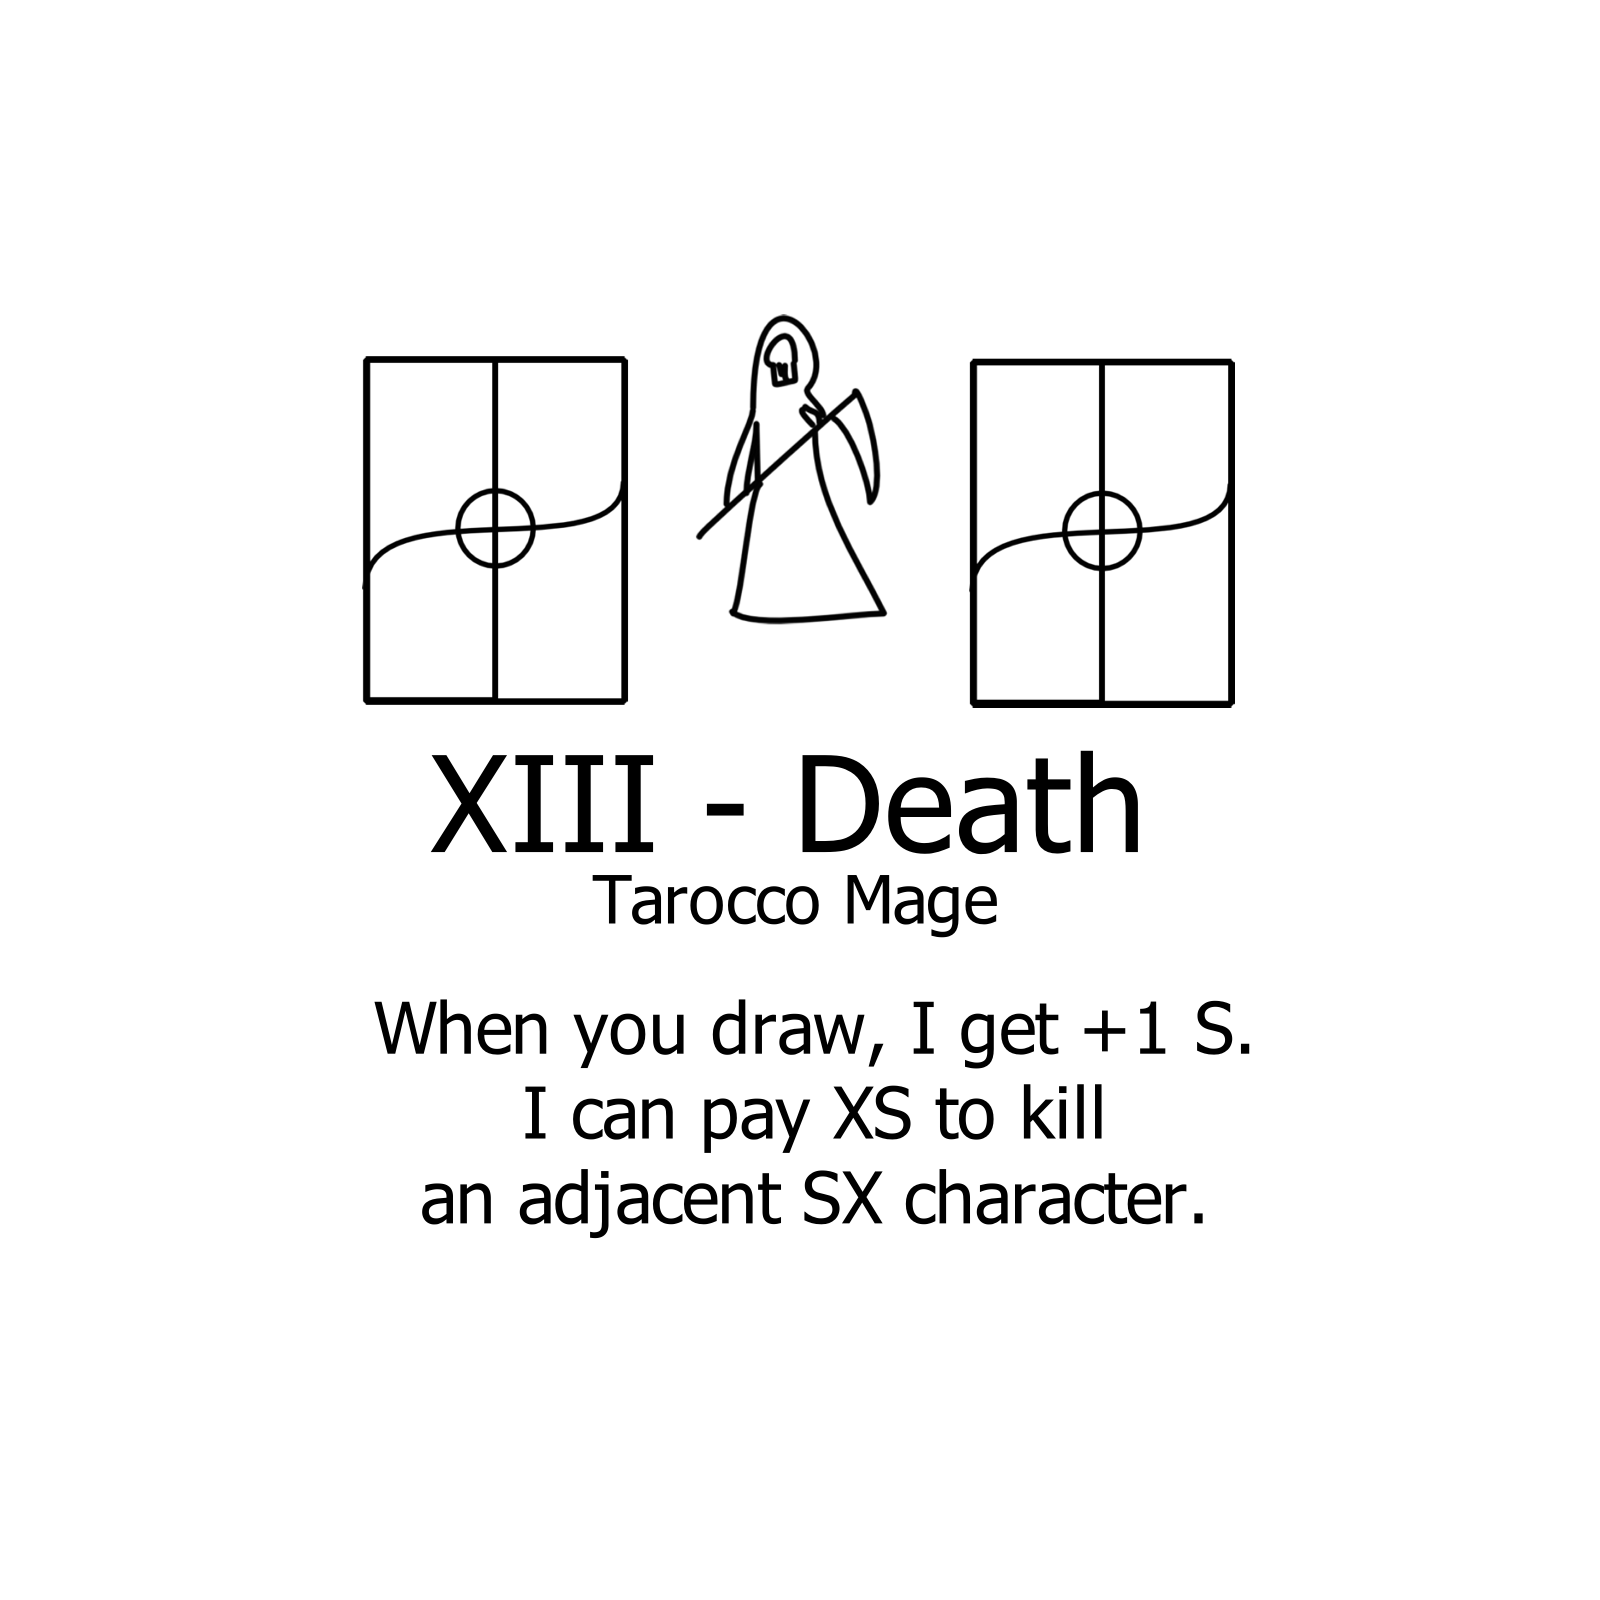 XIII - Death
Tarocco Mage
When you draw, I get +1 S.
I can pay XS to kill
an adjacent SX character.